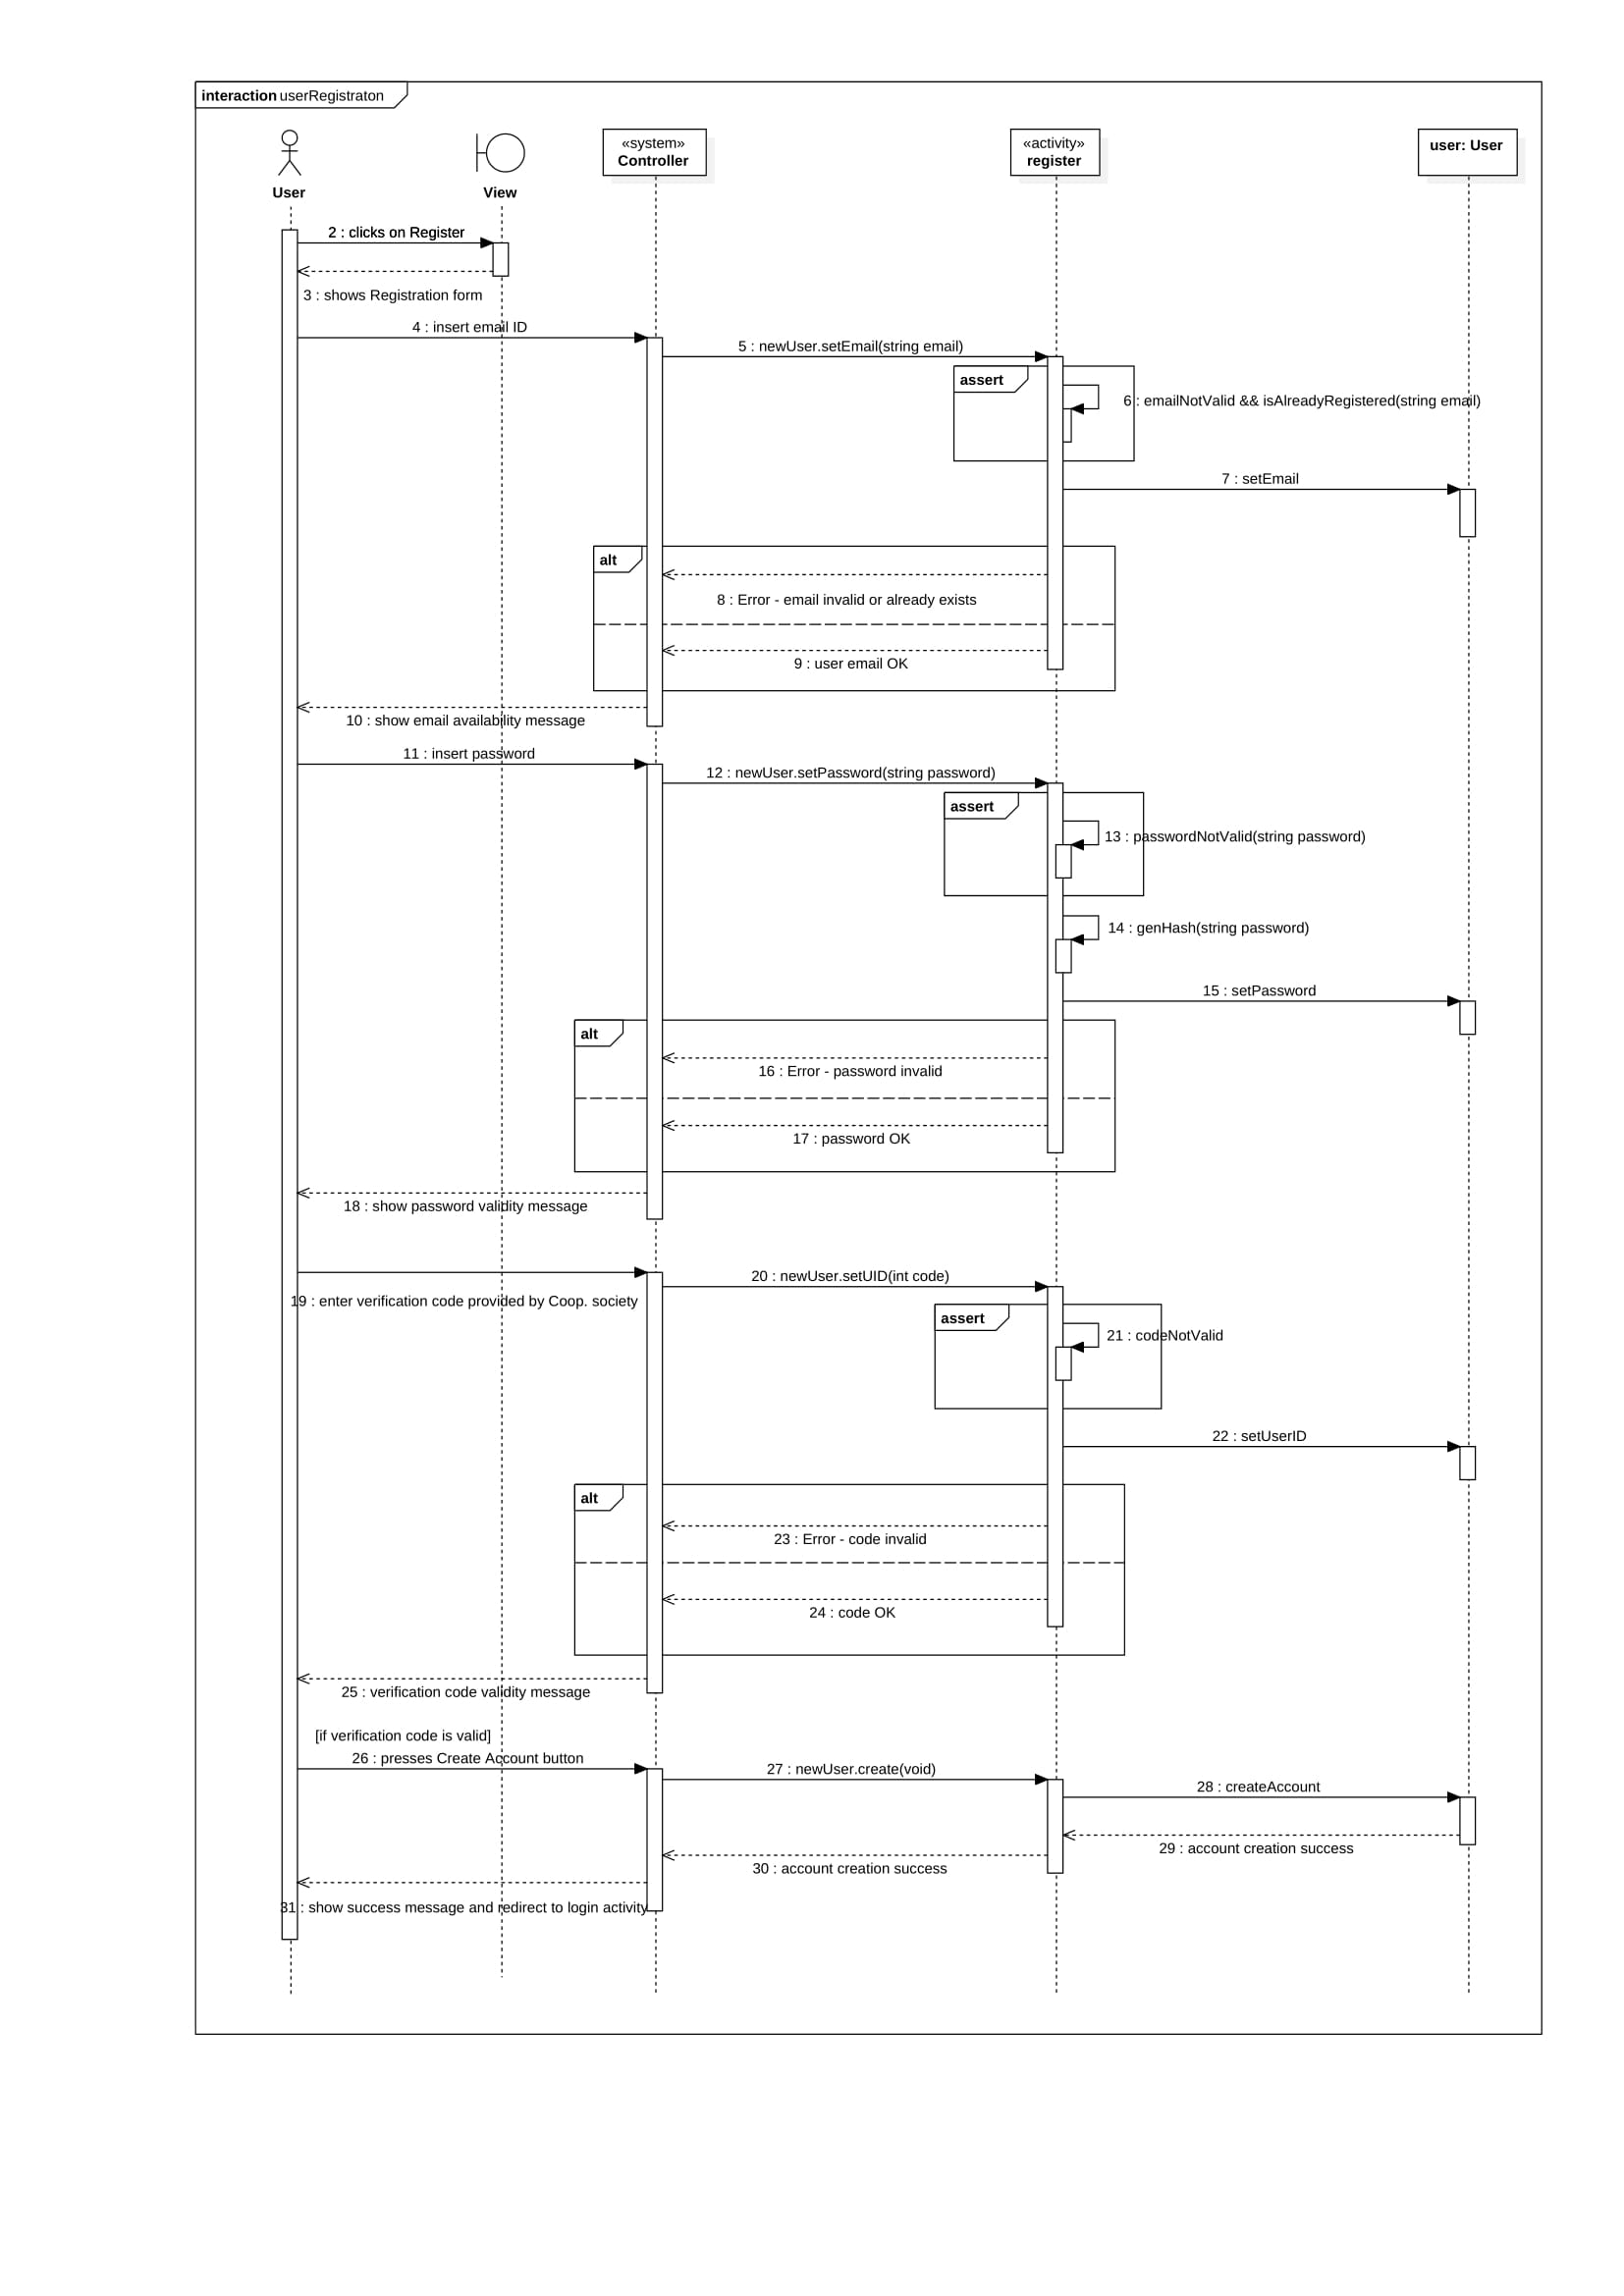 interaction userRegistraton
«system»
«activity»
user: User
Controller
register
User
View
2 : clicks on Register
3 : shows Registration form
4 : insert email ID
5 : newUser.setEmail(string email)
assert
6 : emailNotValid && isAlreadyRegistered(string email)
7 : setEmail
alt
8 : Error - email invalid or already exists
9 : user email OK
10 : show email availability message
11 : insert password
12 : newUser.setPassword(string password)
assert
13 : passwordNotValid(string password)
14 : genHash(string password)
15 : setPassword
alt
16 : Error - password invalid
17 : password OK
18 : show password validity message
20 : newUser.setUID(int code)
19 : enter verification code provided by Coop. society
assert
21 : codeNotValid
22 : setUserID
alt
23 : Error - code invalid
24 : code OK
25 : verification code validity message
[if verification code is valid]
26 : presses Create Account button
27 : newUser.create(void)
28 : createAccount
29 : account creation success
30 : account creation success
31 : show success message and redirect to login activity